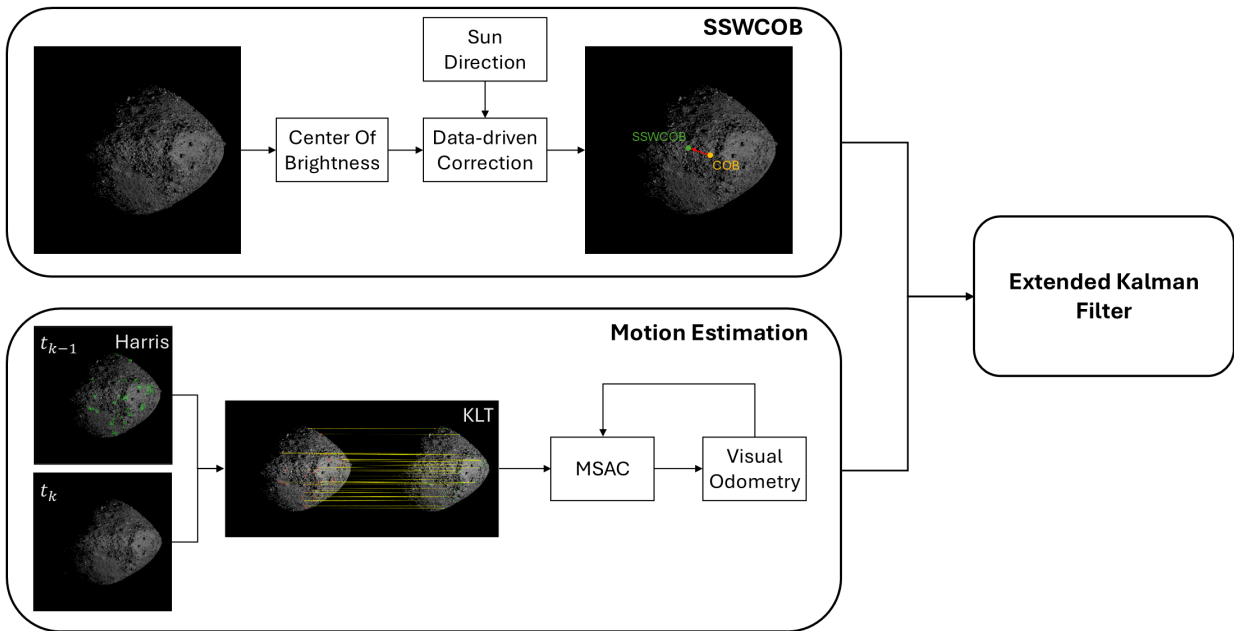 SSWCOB
Sun
Direction
Center Of
Brightness
Data-driven
Correction
SSWCOB
COB
Extended Kalman
Filter
Motion Estimation
t_{k-1}
Harris
t_k
KLT
MSAC
Visual
Odometry